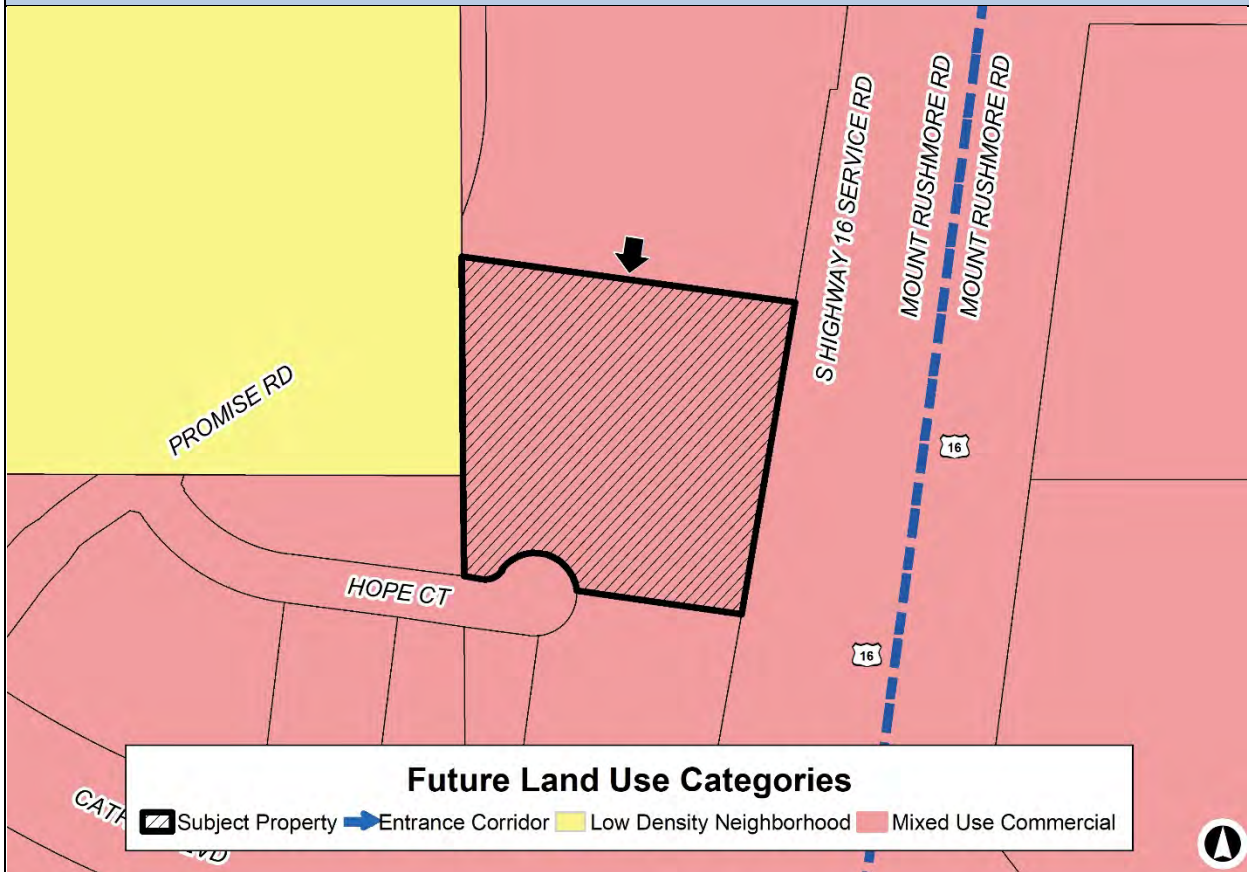 S HIGHWAY 16 SERVICE RD
MOUNT RUSHMORE RD
MOUNT RUSHMORE RD
PROMISE RD
16
HOPE CT
16
Future Land Use Categories
Subject Property Entrance Corridor Low Density Neighborhood Mixed Use Commercial